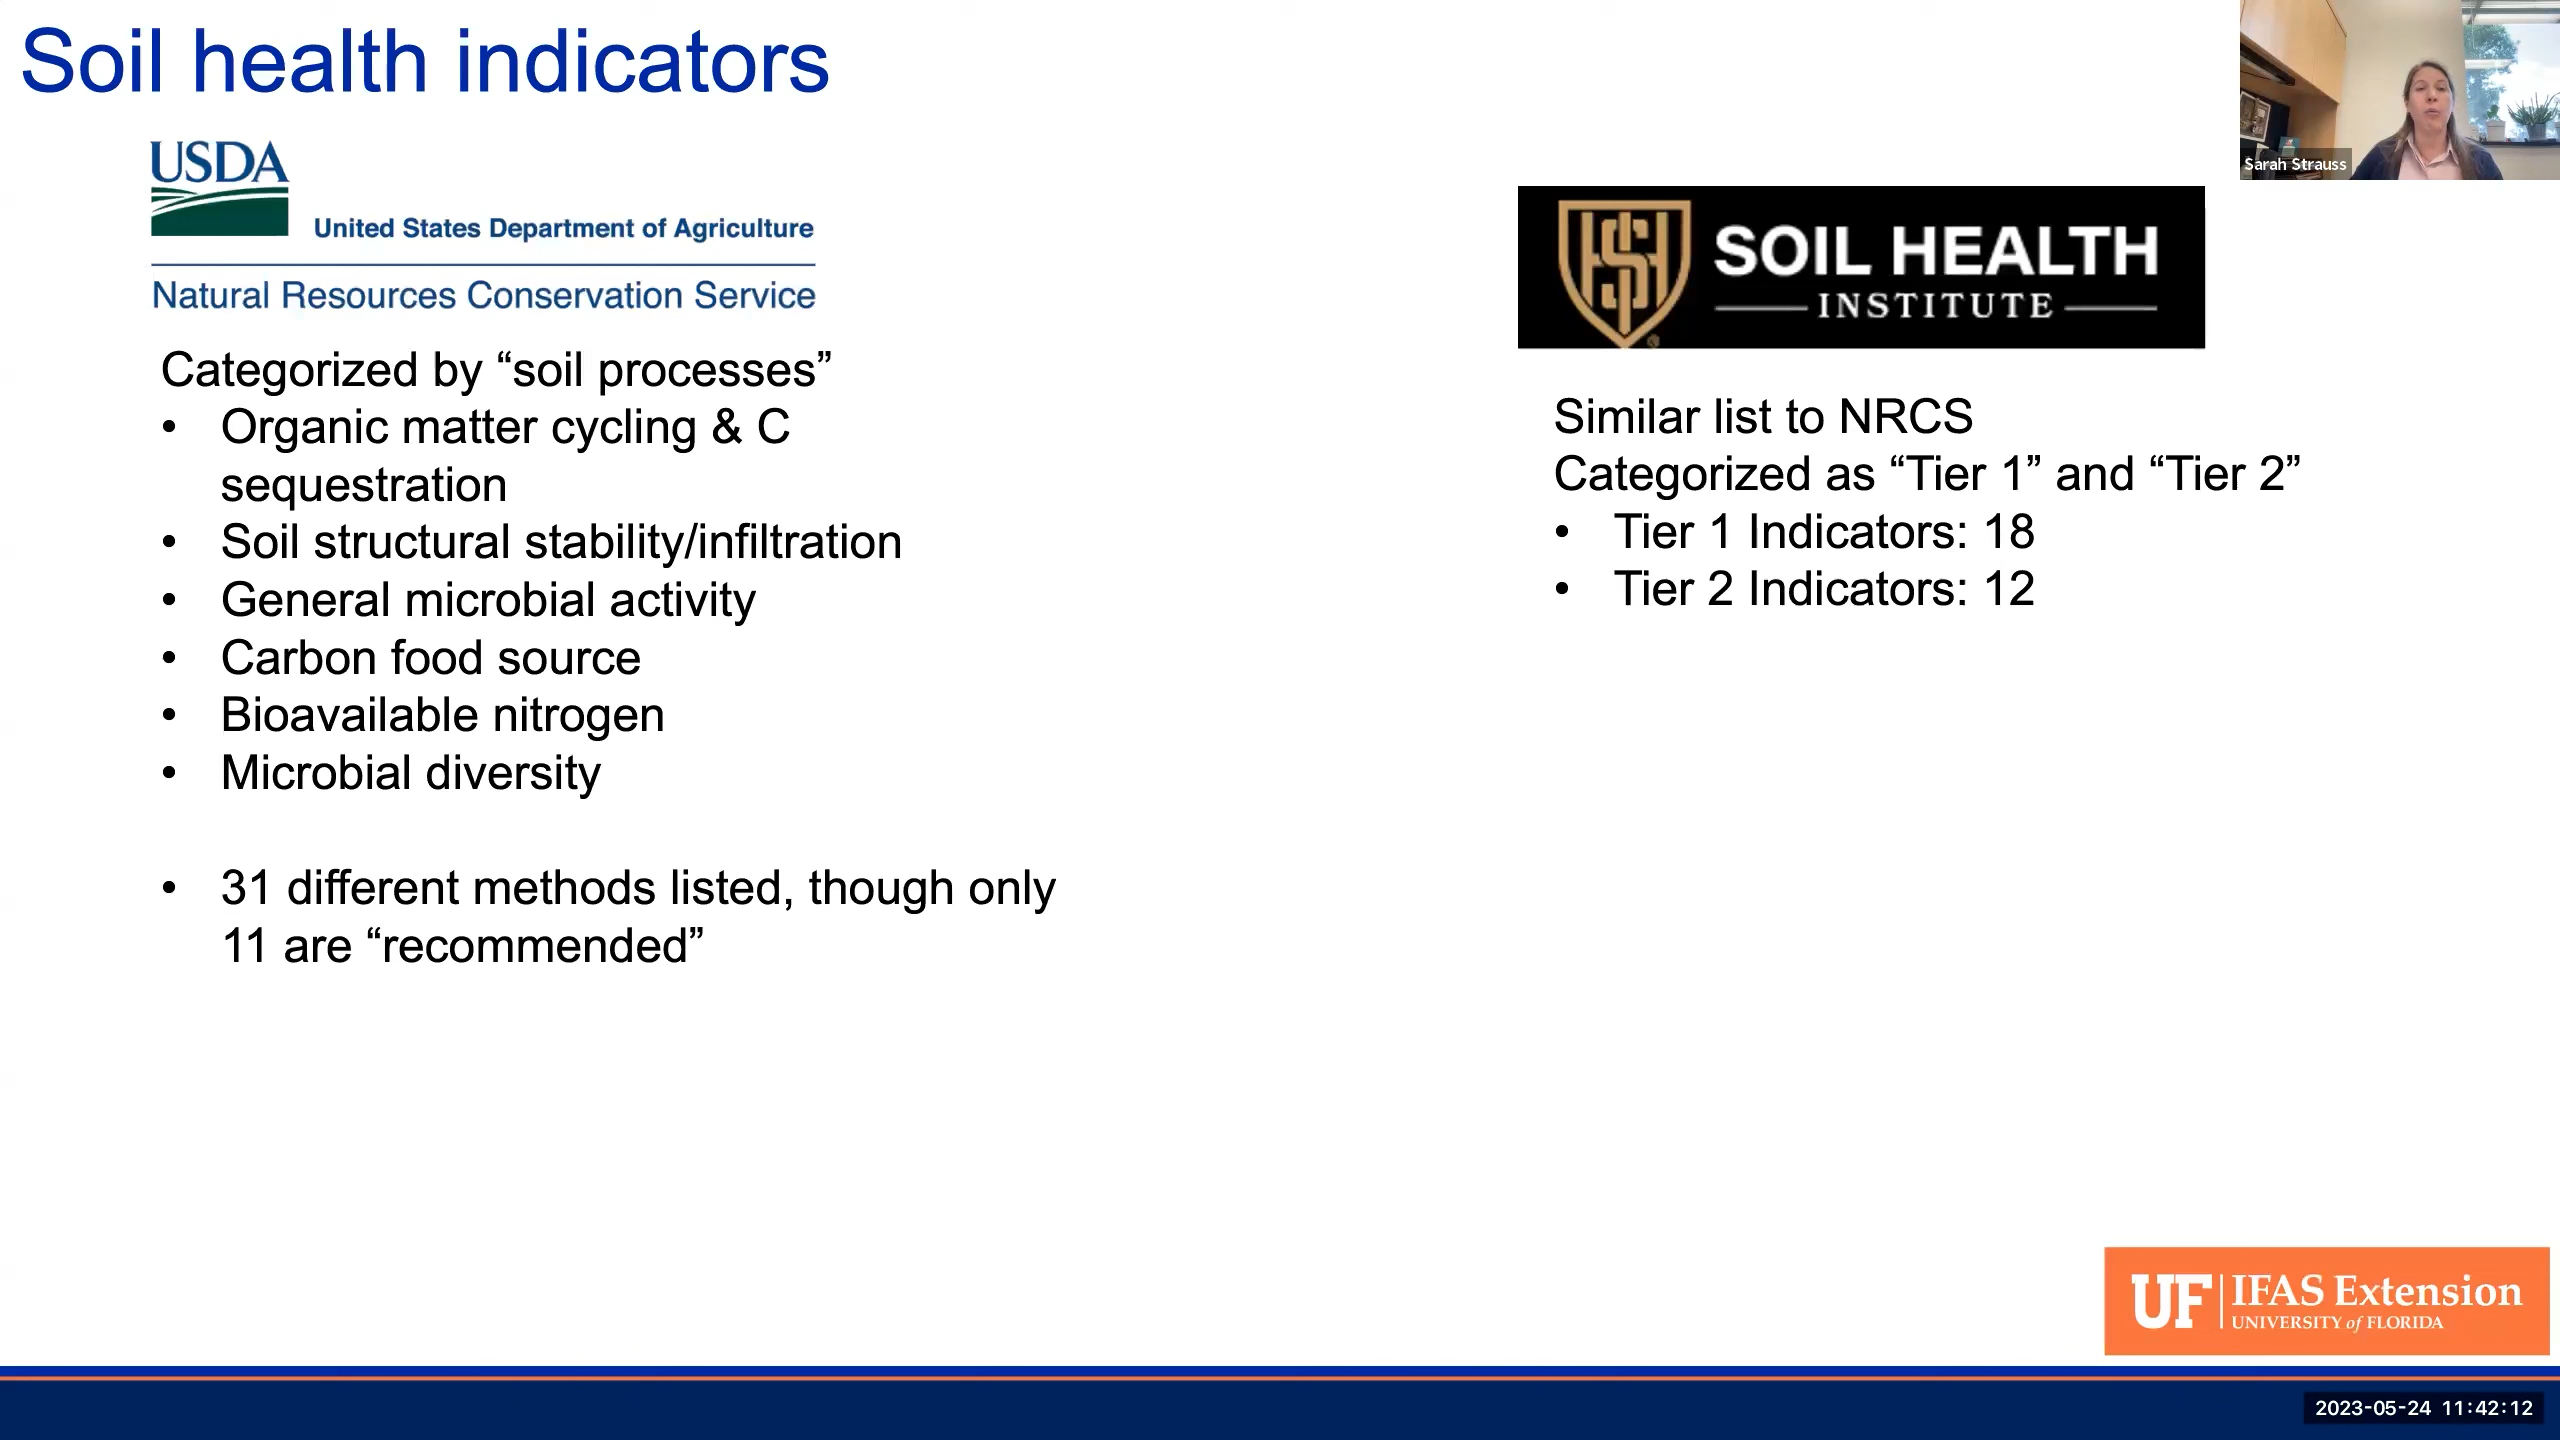 Soil health indicators
USDA
United States Department of Agriculture
Natural Resources Conservation Service
Categorized by “soil processes”
• Organic matter cycling & C
sequestration
• Soil structural stability/infiltration
• General microbial activity
• Carbon food source
• Bioavailable nitrogen
• Microbial diversity
• 31 different methods listed, though only
11 are “recommended”
Sarah Strauss
SHI
SOIL HEALTH
INSTITUTE
®
Similar list to NRCS
Categorized as “Tier 1” and “Tier 2”
• Tier 1 Indicators: 18
• Tier 2 Indicators: 12
UF IFAS Extension
UNIVERSITY of FLORIDA
2023-05-24 11:42:12